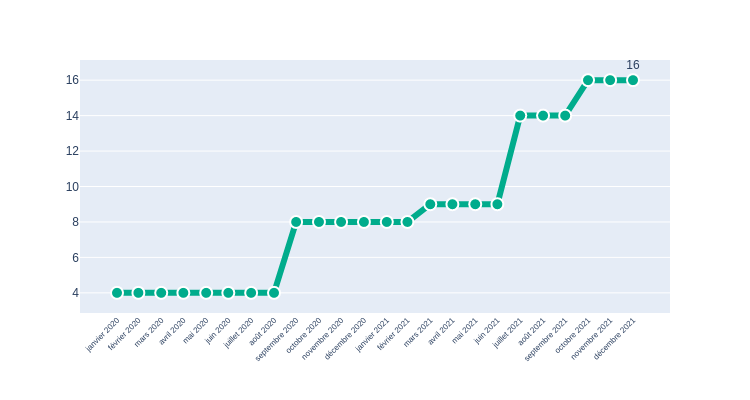 16
16
14
12
10
8
6
4
janvier 2020
février 2020
mars 2020
avril 2020
mai 2020
juin 2020
juillet 2020
août 2020
septembre 2020
octobre 2020
novembre 2020
décembre 2020
janvier 2021
février 2021
mars 2021
avril 2021
mai 2021
juin 2021
juillet 2021
août 2021
septembre 2021
octobre 2021
novembre 2021
décembre 2021